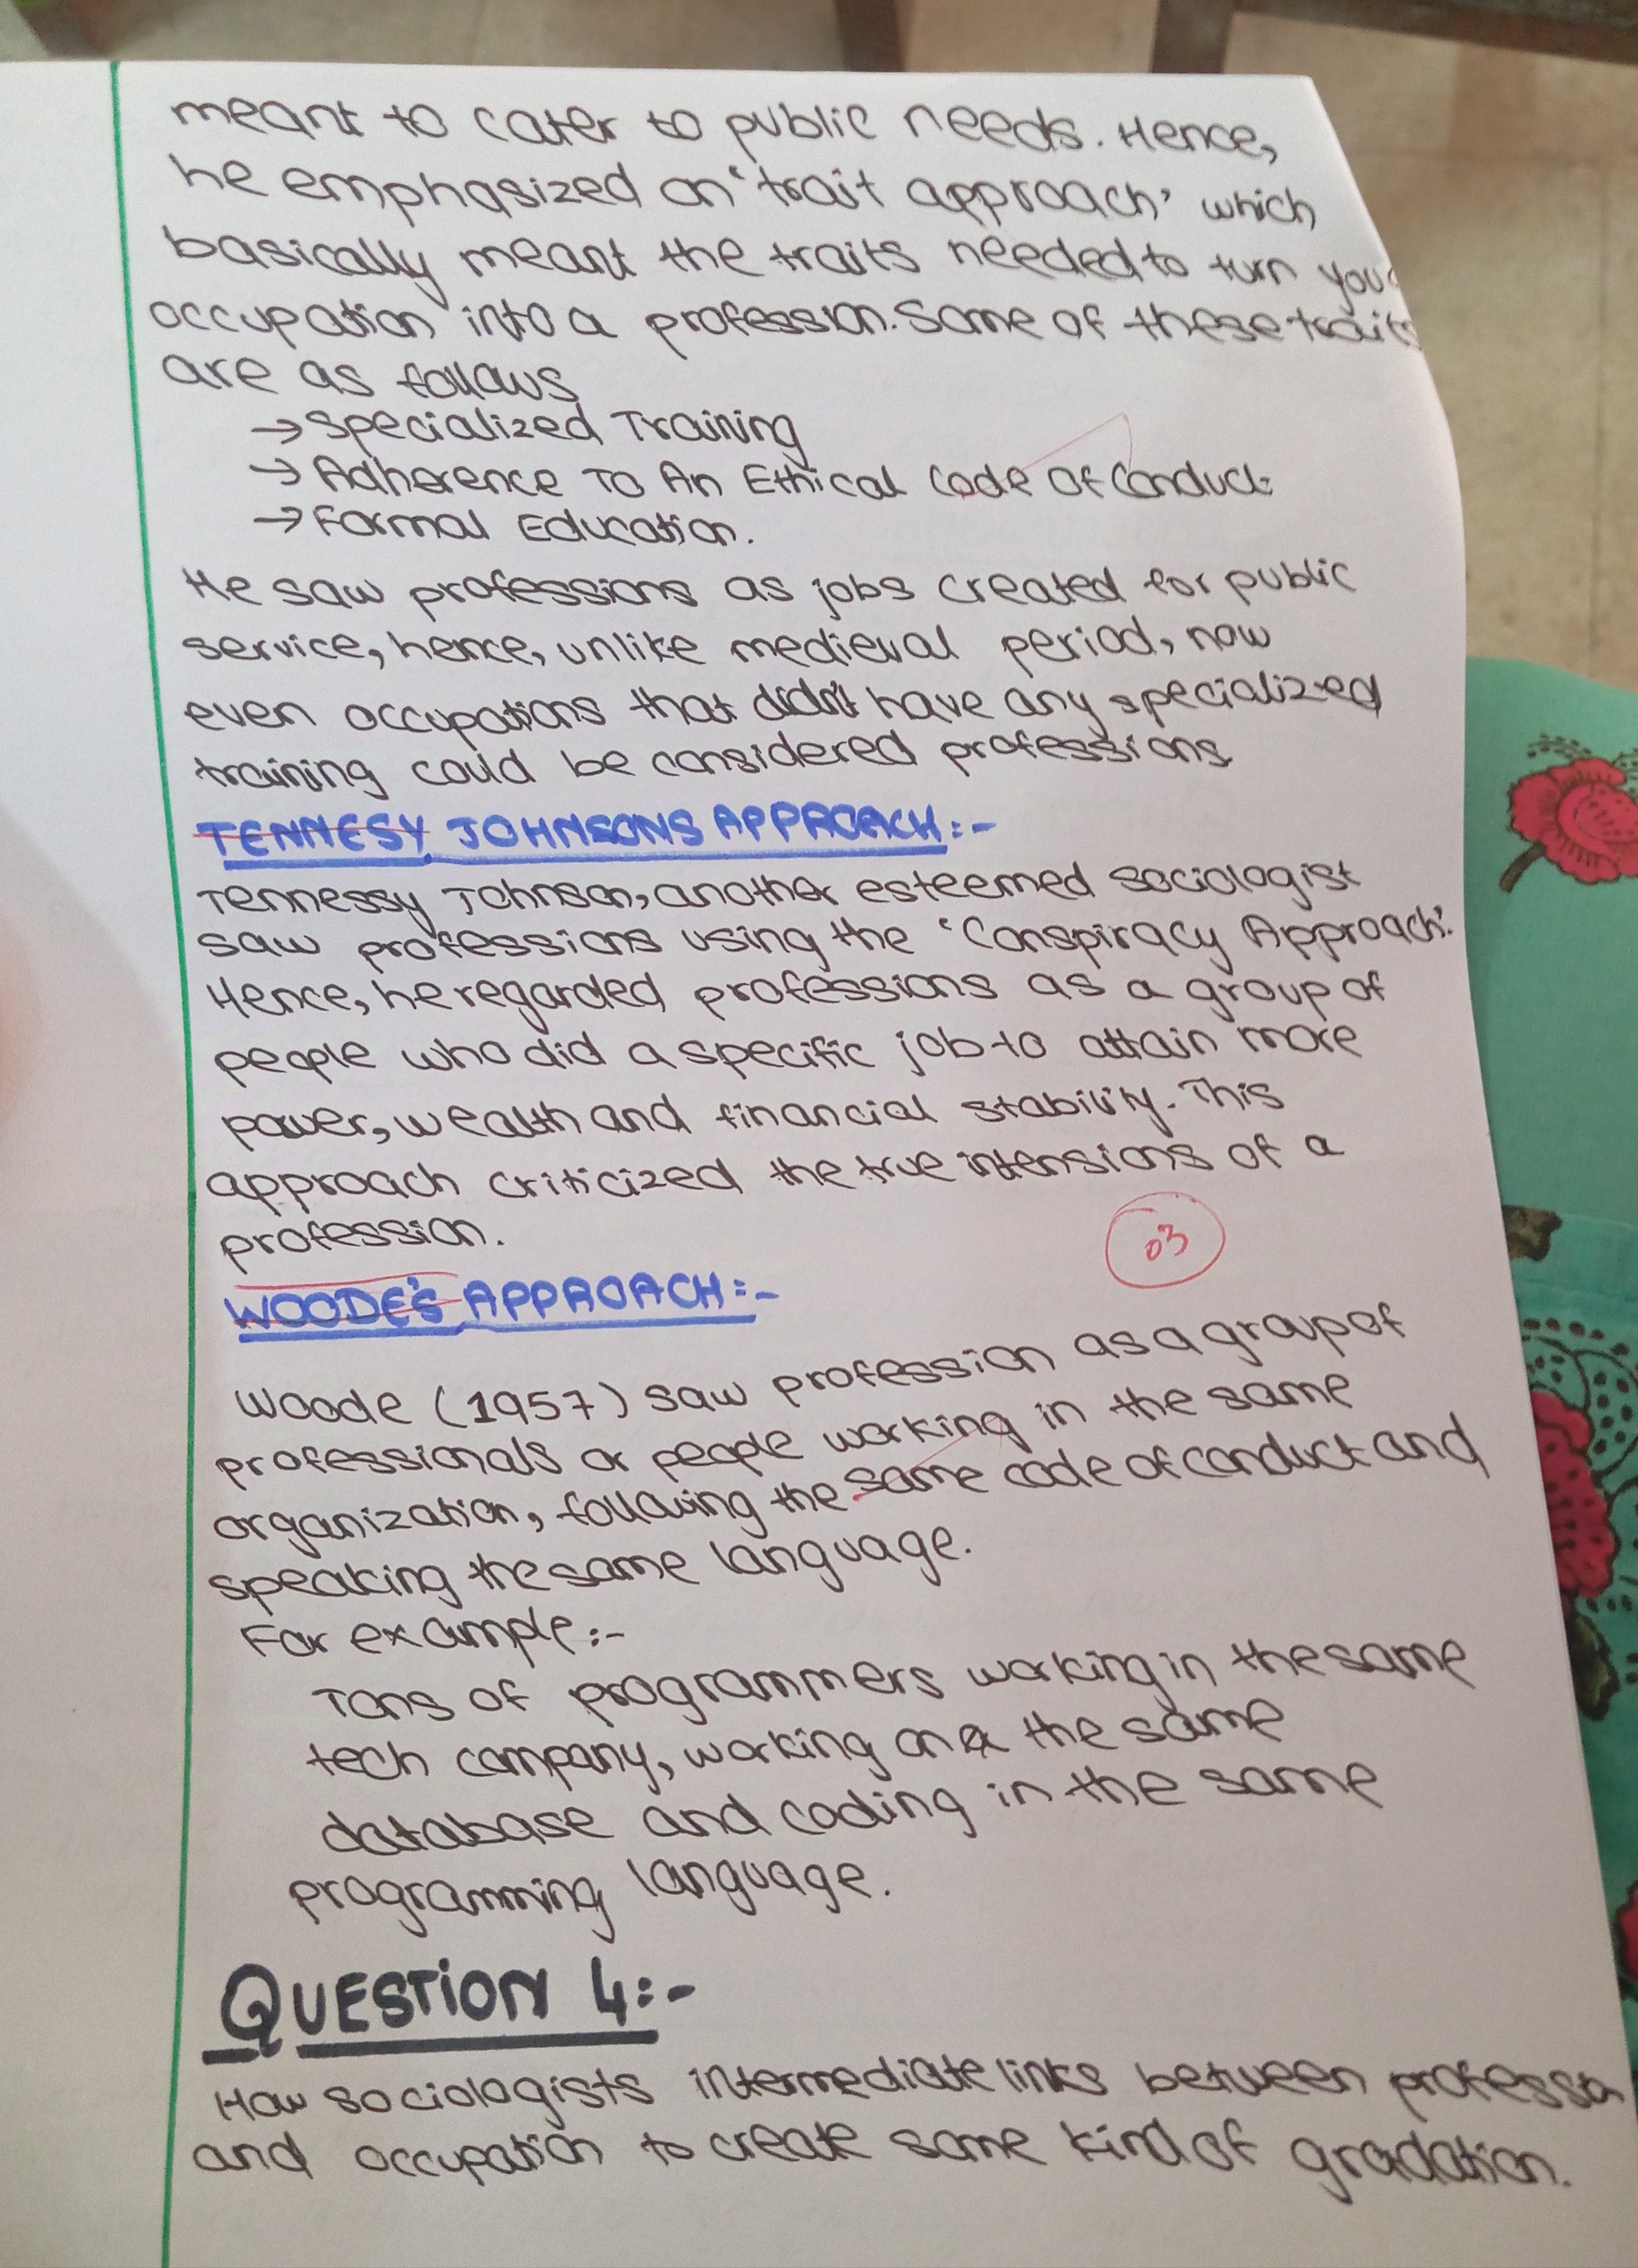 meant to cater to public needs. Hence,
he emphasized on 'trait approach' which
basically meant the traits needed to turn your
occupation into a profession. Some of these traits
are as follows
→ Specialized Training
→ Adherence To An Ethical Code Of Conduct
→ Formal Education.
He saw professions as jobs created for public
service, hence, unlike medieval period, now
even occupations that didn't have any specialized
training could be considered professions
TENNESY JOHNSONS APPROACH:-
Tennessy Johnson, another esteemed sociologist
saw professions using the 'Conspiracy Approach'.
Hence, he regarded professions as a group of
people who did a specific job to attain more
power, wealth and financial stability. This
approach criticized the true intensions of a
profession.
03
WOODE'S APPROACH:-
Woode (1957) saw profession as a group of
professionals or people working in the same
organization, following the same code of conduct and
speaking the same language.
For example:-
Tons of programmers working in the same
tech company, working on the same
database and coding in the same
programming language.
QUESTION 4:-
How sociologists intermediate links between profession
and occupation to create some kind of gradation.